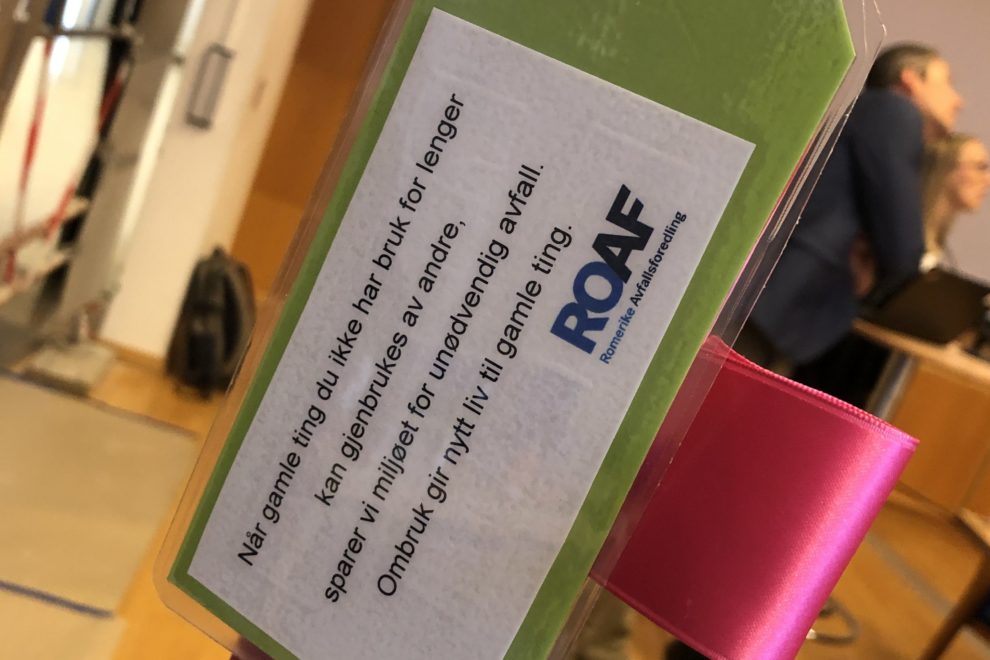 Når gamle ting du ikke har bruk for lenger
kan gjenbrukes av andre,
sparer vi miljøet for unødvendig avfall.
Ombruk gir nytt liv til gamle ting.
ROAF
Romerike Avfallsforedling